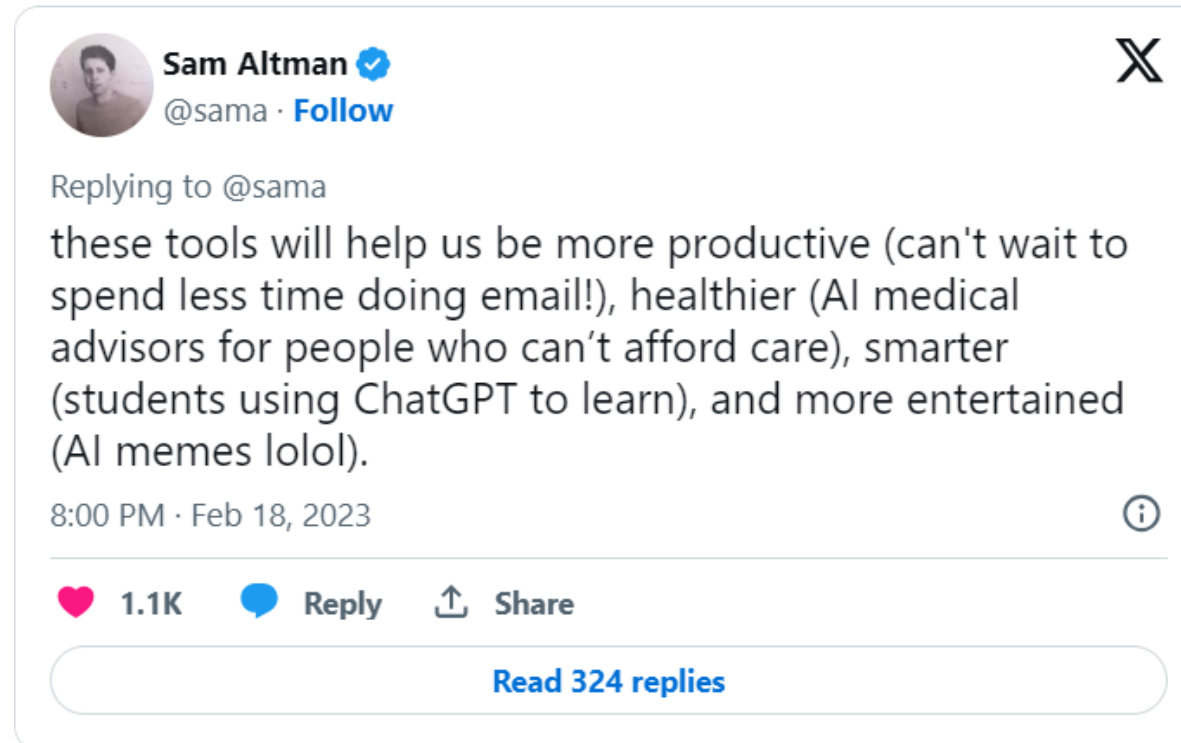 Sam Altman
@sama · Follow
Replying to @sama
these tools will help us be more productive (can't wait to
spend less time doing email!), healthier (AI medical
advisors for people who can’t afford care), smarter
(students using ChatGPT to learn), and more entertained
(AI memes lolol).
8:00 PM · Feb 18, 2023
1.1K Reply Share
Read 324 replies